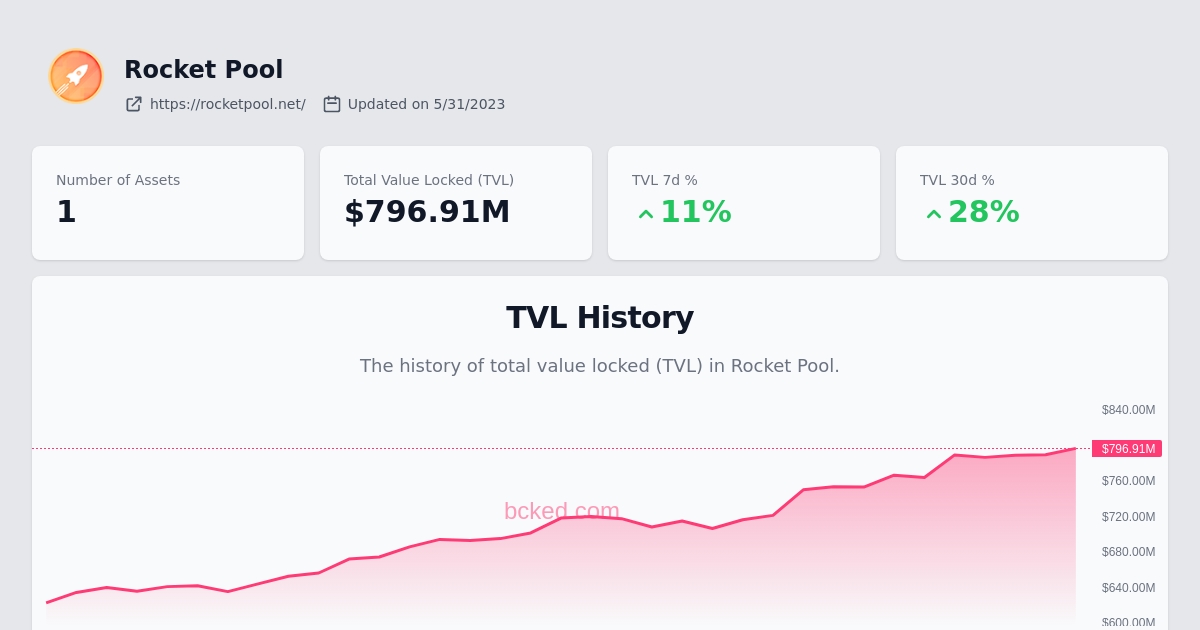 Rocket Pool
https://rocketpool.net/ Updated on 5/31/2023
Number of Assets
1
Total Value Locked (TVL)
$796.91M
TVL 7d %
11%
TVL 30d %
28%
TVL History
The history of total value locked (TVL) in Rocket Pool.
$840.00M
$796.91M
$760.00M
bcked.com
$720.00M
$680.00M
$640.00M
$600.00M